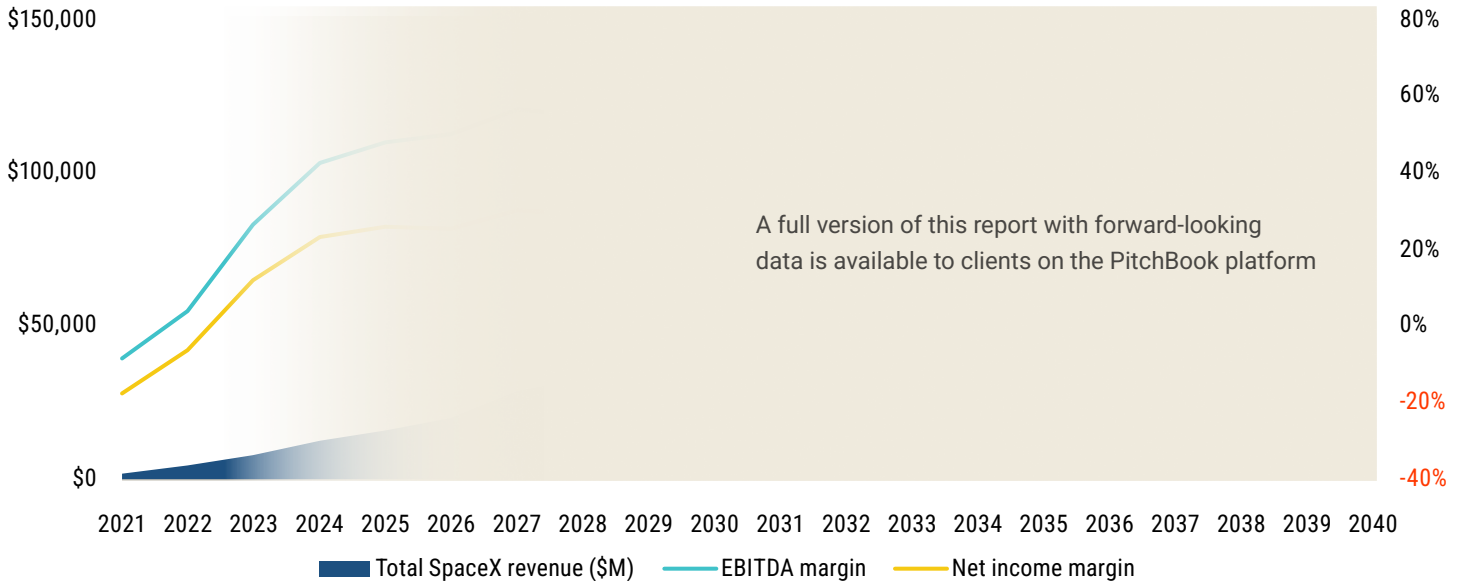 $150,000
$100,000
$50,000
$0
80%
60%
40%
20%
0%
-20%
-40%
A full version of this report with forward-looking
data is available to clients on the PitchBook platform
2021 2022 2023 2024 2025 2026 2027 2028 2029 2030 2031 2032 2033 2034 2035 2036 2037 2038 2039 2040
Total SpaceX revenue ($M) EBITDA margin Net income margin